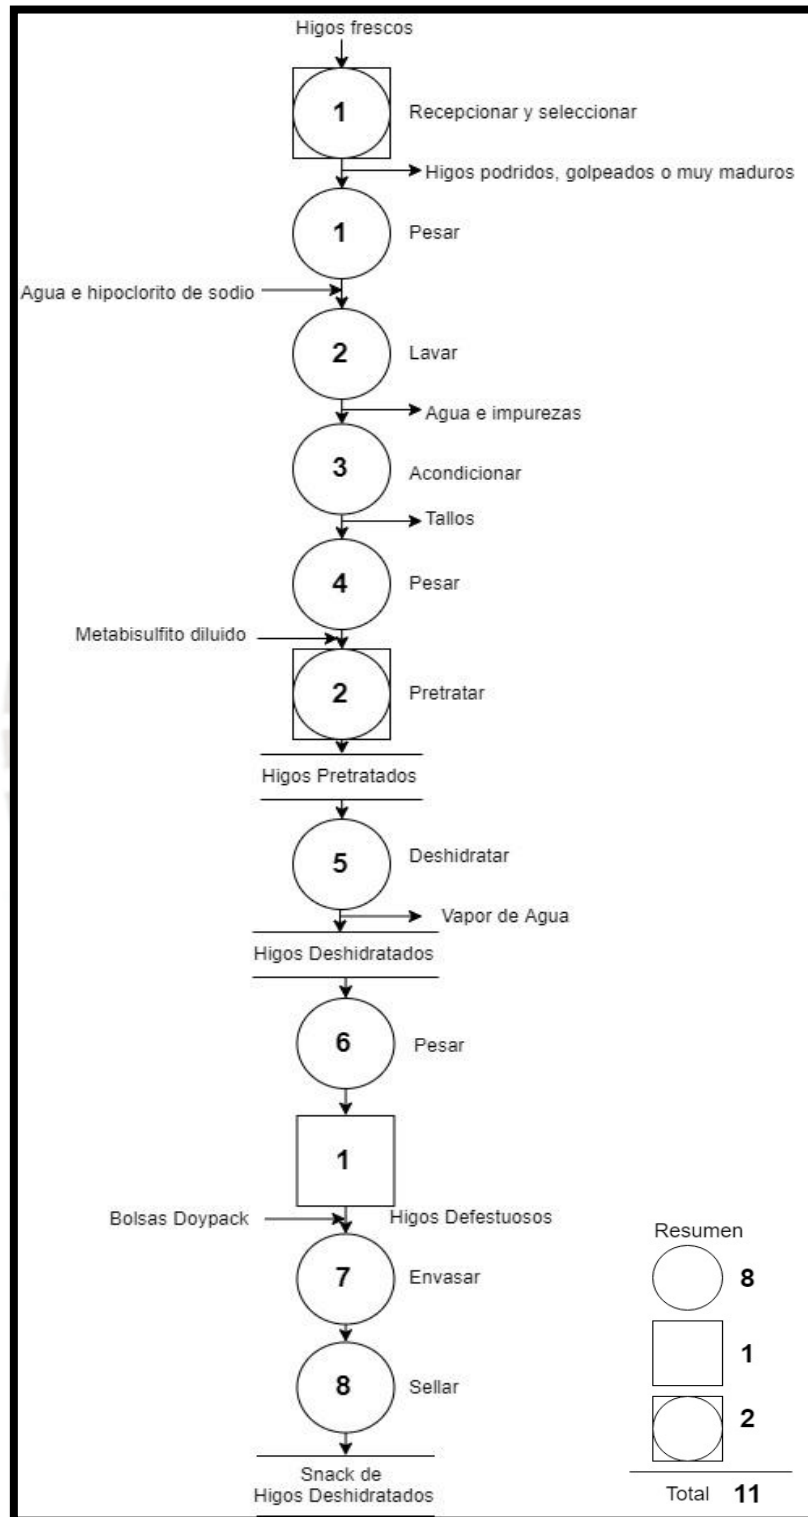 Higos frescos
1
Recepcionar y seleccionar
Higos podridos, golpeados o muy maduros
1
Pesar
Agua e hipoclorito de sodio
2
Lavar
Agua e impurezas
3
Acondicionar
Tallos
4
Pesar
Metabisulfito diluido
2
Pretratar
Higos Pretratados
5
Deshidratar
Vapor de Agua
Higos Deshidratados
6
Pesar
1
Bolsas Doypack
Higos Defestuosos
7
Envasar
8
Sellar
Snack de
Higos Deshidratados
Resumen
8
1
2
Total 11